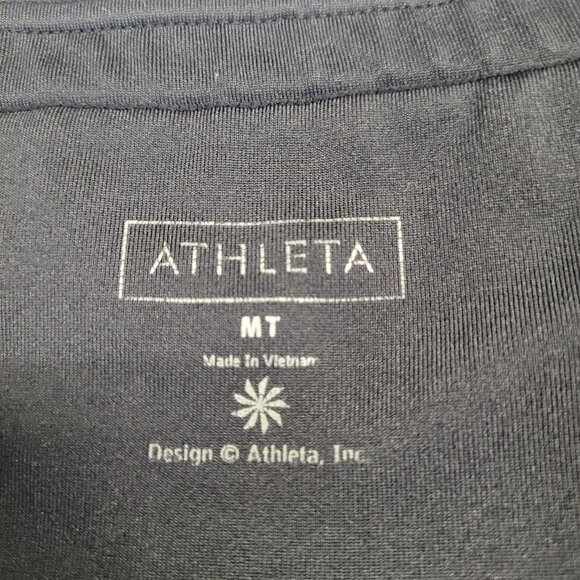 ATHLETA
MT
Made In Vietnam
Design © Athleta, Inc.